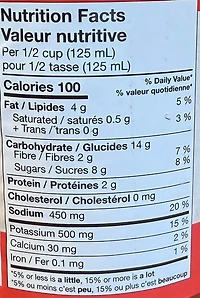 Nutrition Facts
Valeur nutritive
Per 1/2 cup (125 mL)
pour 1/2 tasse (125 mL)
Calories 100
% Daily Value*
% valeur quotidienne*
Fat / Lipides 4 g 5 %
Saturated / saturés 0.5 g
+ Trans / trans 0 g 3 %
Carbohydrate / Glucides 14 g
Fibre / Fibres 2 g 7 %
Sugars / Sucres 8 g 8 %
Protein / Protéines 2 g
Cholesterol / Cholestérol 0 mg
Sodium 450 mg 20 %
Potassium 500 mg 15 %
Calcium 30 mg 2 %
Iron / Fer 0.1 mg 1 %
*5% or less is a little, 15% or more is a lot
*5% ou moins c'est peu, 15% ou plus c'est beaucoup